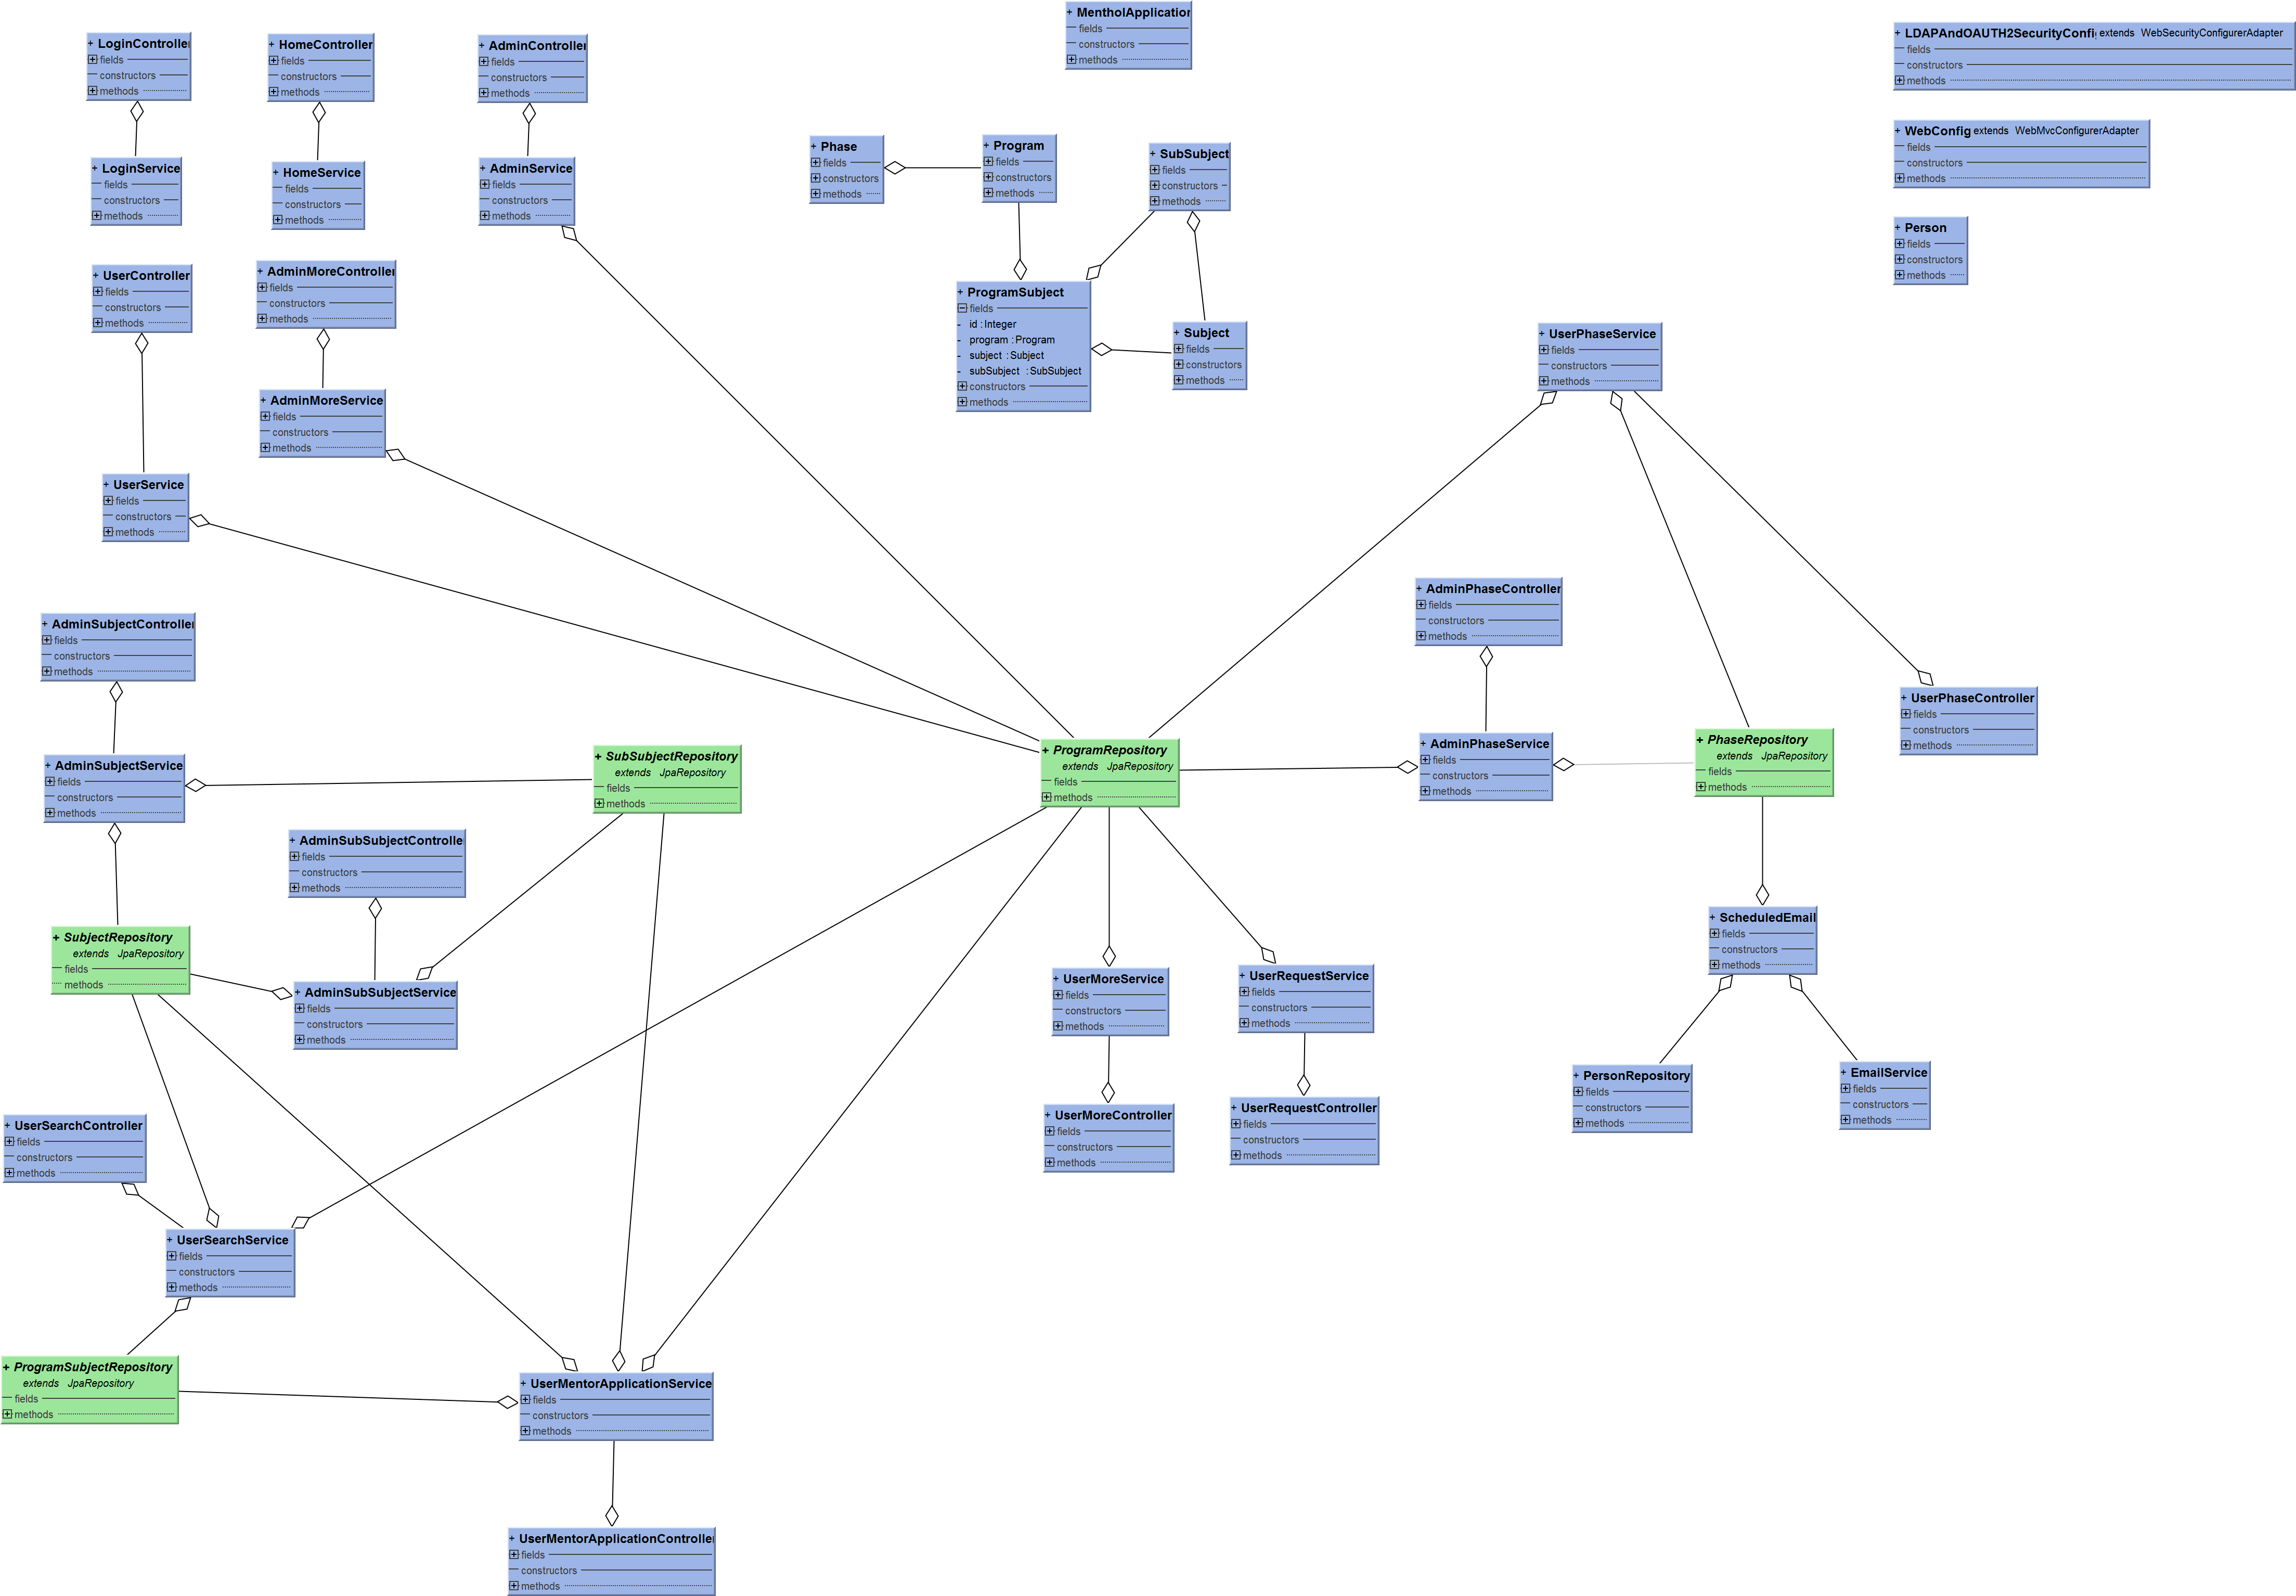 + MentholApplication
fields
constructors
methods
+ LoginController
fields
constructors
methods
+ HomeController
fields
constructors
methods
+ AdminController
fields
constructors
methods
+ LDAPAndOAUTH2SecurityConfi extends WebSecurityConfigurerAdapter
fields
constructors
methods
+ WebConfig extends WebMvcConfigurerAdapter
fields
constructors
methods
+ Phase
fields
constructors
methods
+ Program
fields
constructors
methods
+ SubSubject
fields
constructors
methods
+ LoginService
fields
constructors
methods
+ HomeService
fields
constructors
methods
+ AdminService
fields
constructors
methods
+ Person
fields
constructors
methods
+ UserController
fields
constructors
methods
+ AdminMoreController
fields
constructors
methods
+ ProgramSubject
fields
- id : Integer
- program : Program
- subject : Subject
- subSubject : SubSubject
constructors
methods
+ Subject
fields
constructors
methods
+ UserPhaseService
fields
constructors
methods
+ AdminMoreService
fields
constructors
methods
+ UserService
fields
constructors
methods
+ AdminPhaseController
fields
constructors
methods
+ AdminSubjectController
fields
constructors
methods
+ UserPhaseController
fields
constructors
methods
+ AdminSubjectService
fields
constructors
methods
+ SubSubjectRepository
extends JpaRepository
fields
methods
+ ProgramRepository
extends JpaRepository
fields
methods
+ AdminPhaseService
fields
constructors
methods
+ PhaseRepository
extends JpaRepository
fields
methods
+ AdminSubSubjectControlle
fields
constructors
methods
+ ScheduledEmail
fields
constructors
methods
+ SubjectRepository
extends JpaRepository
fields
methods
+ AdminSubSubjectService
fields
constructors
methods
+ UserMoreService
fields
constructors
methods
+ UserRequestService
fields
constructors
methods
+ PersonRepository
fields
constructors
methods
+ EmailService
fields
constructors
methods
+ UserMoreController
fields
constructors
methods
+ UserRequestController
fields
constructors
methods
+ UserSearchController
fields
constructors
methods
+ UserSearchService
fields
constructors
methods
+ ProgramSubjectRepository
extends JpaRepository
fields
methods
+ UserMentorApplicationService
fields
constructors
methods
+ UserMentorApplicationController
fields
constructors
methods